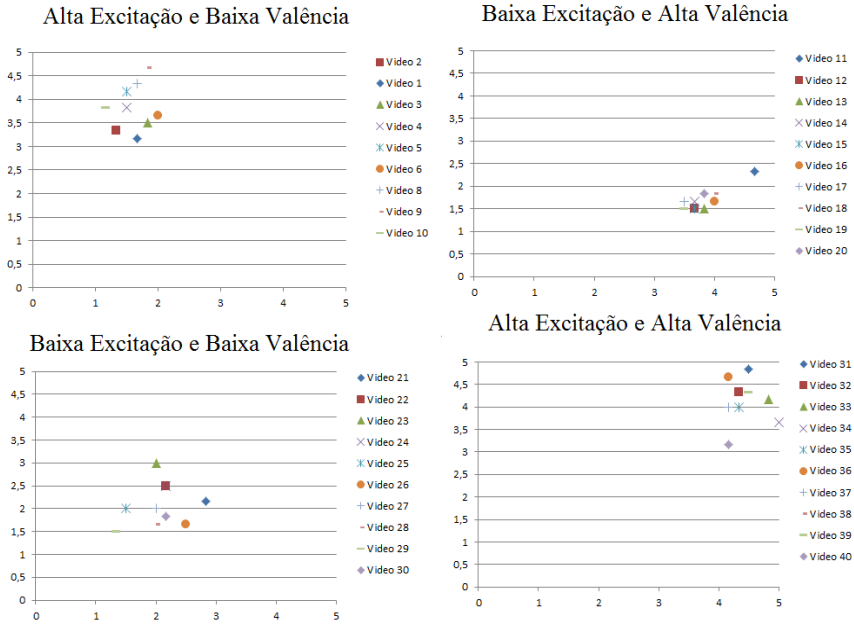 Alta Excitação e Baixa Valência
5
4,5
4
3,5
3
2,5
2
1,5
1
0,5
0
0 1 2 3 4 5
Video 2
Video 1
Video 3
Video 4
Video 5
Video 6
Video 8
Video 9
Video 10
Baixa Excitação e Alta Valência
5
4,5
4
3,5
3
2,5
2
1,5
1
0,5
0
0 1 2 3 4 5
Video 11
Video 12
Video 13
Video 14
Video 15
Video 16
Video 17
Video 18
Video 19
Video 20
Baixa Excitação e Baixa Valência
5
4,5
4
3,5
3
2,5
2
1,5
1
0,5
0
0 1 2 3 4 5
Video 21
Video 22
Video 23
Video 24
Video 25
Video 26
Video 27
Video 28
Video 29
Video 30
Alta Excitação e Alta Valência
5
4,5
4
3,5
3
2,5
2
1,5
1
0,5
0
0 1 2 3 4 5
Video 31
Video 32
Video 33
Video 34
Video 35
Video 36
Video 37
Video 38
Video 39
Video 40